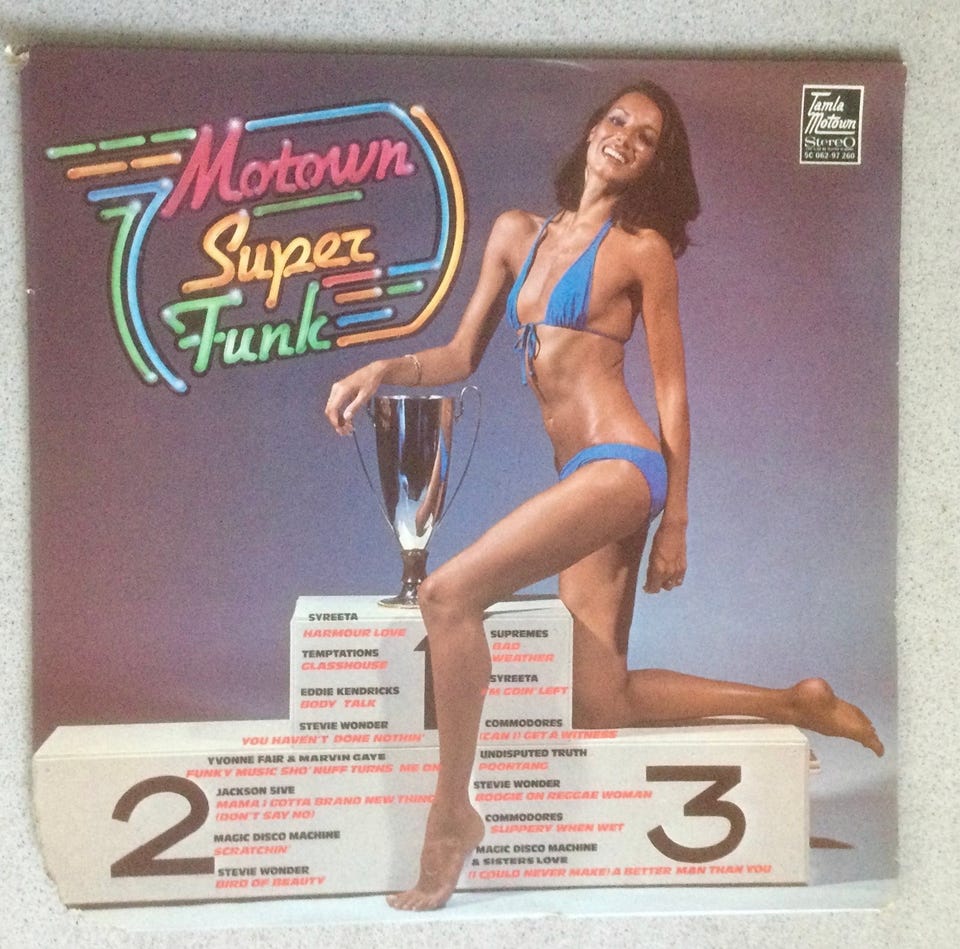 Motown
Super
Funk
Tamla
Motown
Stereo
5C 062-97 260
SYREETA
HARMOUR LOVE
TEMPTATIONS
GLASSHOUSE
EDDIE KENDRICKS
BODY TALK
STEVIE WONDER
YOU HAVEN'T DONE NOTHIN'
YVONNE FAIR & MARVIN GAYE
FUNKY MUSIC SHO' NUFF TURNS ME ON
JACKSON 5IVE
MAMA I GOTTA BRAND NEW THING
(DON'T SAY NO)
MAGIC DISCO MACHINE
SCRATCHIN'
STEVIE WONDER
BIRD OF BEAUTY
2
1
SUPREMES
BAD
WEATHER
SYREETA
I'M GOIN' LEFT
COMMODORES
(CAN I) GET A WITNESS
UNDISPUTED TRUTH
POONTANG
STEVIE WONDER
BOOGIE ON REGGAE WOMAN
COMMODORES
SLIPPERY WHEN WET
MAGIC DISCO MACHINE
& SISTERS LOVE
(I COULD NEVER MAKE) A BETTER MAN THAN YOU
3